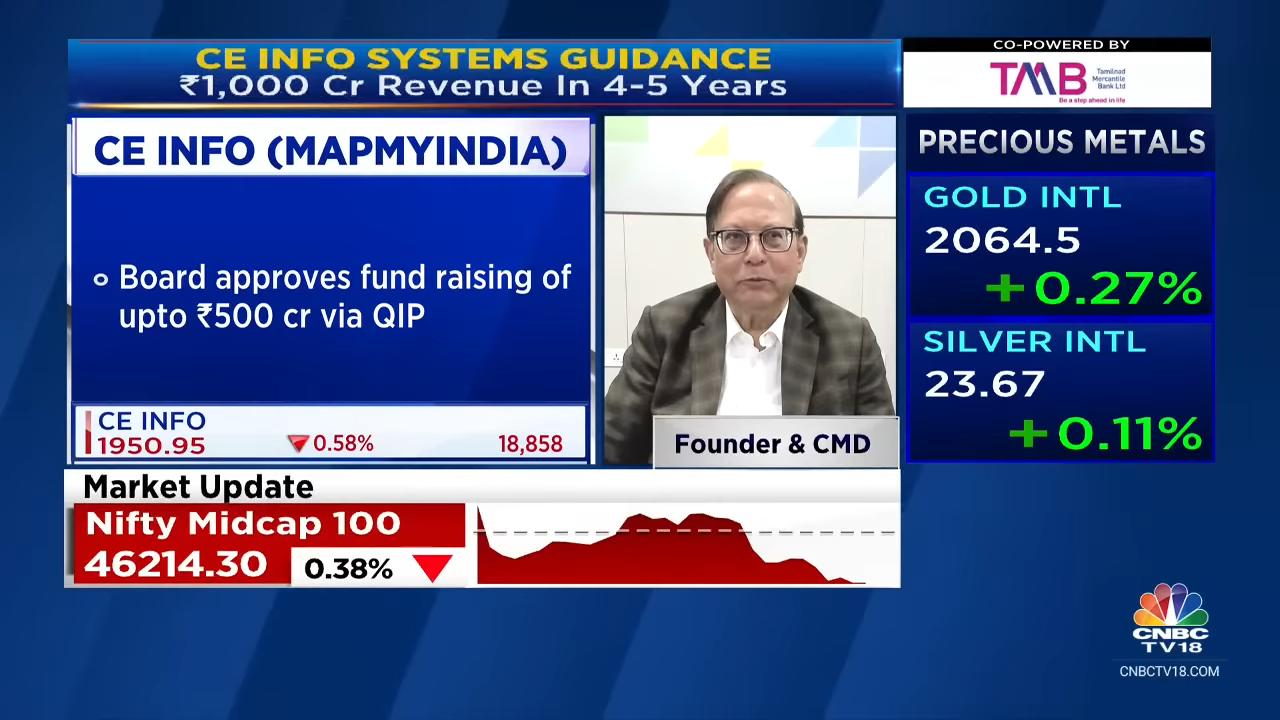 CE INFO SYSTEMS GUIDANCE
₹1,000 Cr Revenue In 4-5 Years
CO-POWERED BY
TMB
Tamilnad
Mercantile
Bank Ltd
Be a step ahead in life
CE INFO (MAPMYINDIA)
Board approves fund raising of
upto ₹500 cr via QIP
CE INFO
1950.95 0.58% 18,858
Founder & CMD
PRECIOUS METALS
GOLD INTL
2064.5
+0.27%
SILVER INTL
23.67
+0.11%
Market Update
Nifty Midcap 100
46214.30 0.38%
CNBC
TV18
CNBCTV18.COM